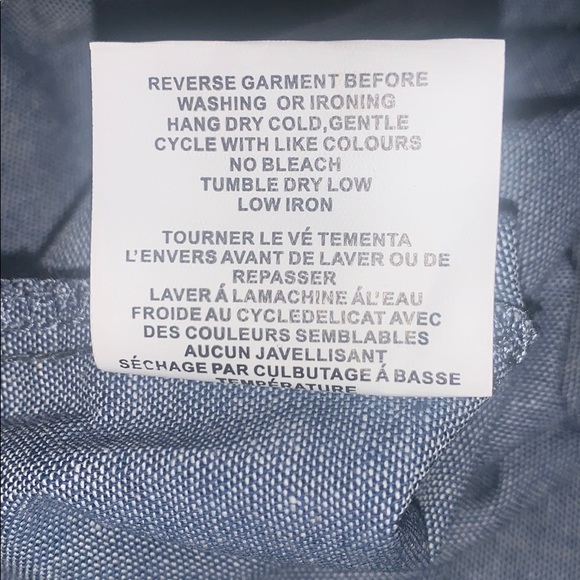 REVERSE GARMENT BEFORE
WASHING OR IRONING
HANG DRY COLD,GENTLE
CYCLE WITH LIKE COLOURS
NO BLEACH
TUMBLE DRY LOW
LOW IRON
TOURNER LE VÉ TEMENTA
L'ENVERS AVANT DE LAVER OU DE
REPASSER
LAVER Á LAMACHINE ÁL'EAU
FROIDE AU CYCLEDELICAT AVEC
DES COULEURS SEMBLABLES
AUCUN JAVELLISANT
SÉCHAGE PAR CULBUTAGE Á BASSE
TEMPÉRATURE